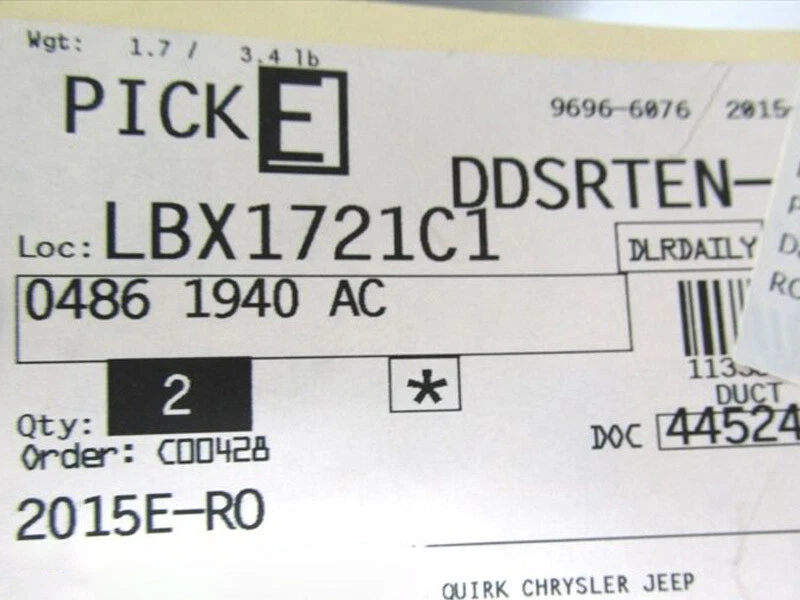 Wgt: 1.7 / 3.4 lb
PICK E
9696-6076 / 2015
DDSRTEN-
Loc: LBX1721C1
DLRDAILY
0486 1940 AC
2
*
Qty:
DUCT
Order: C00428
DOC 44524
2015E-RO
QUIRK CHRYSLER JEEP